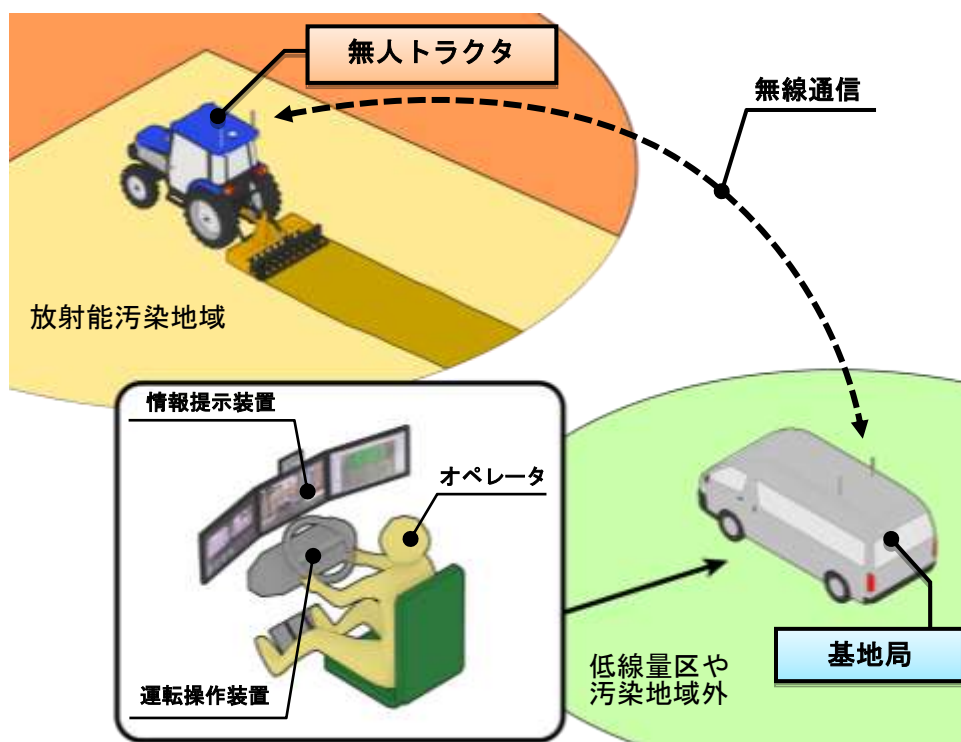 無人トラクタ
無線通信
放射能汚染地域
情報提示装置
オペレータ
運転操作装置
基地局
低線量区や
汚染地域外